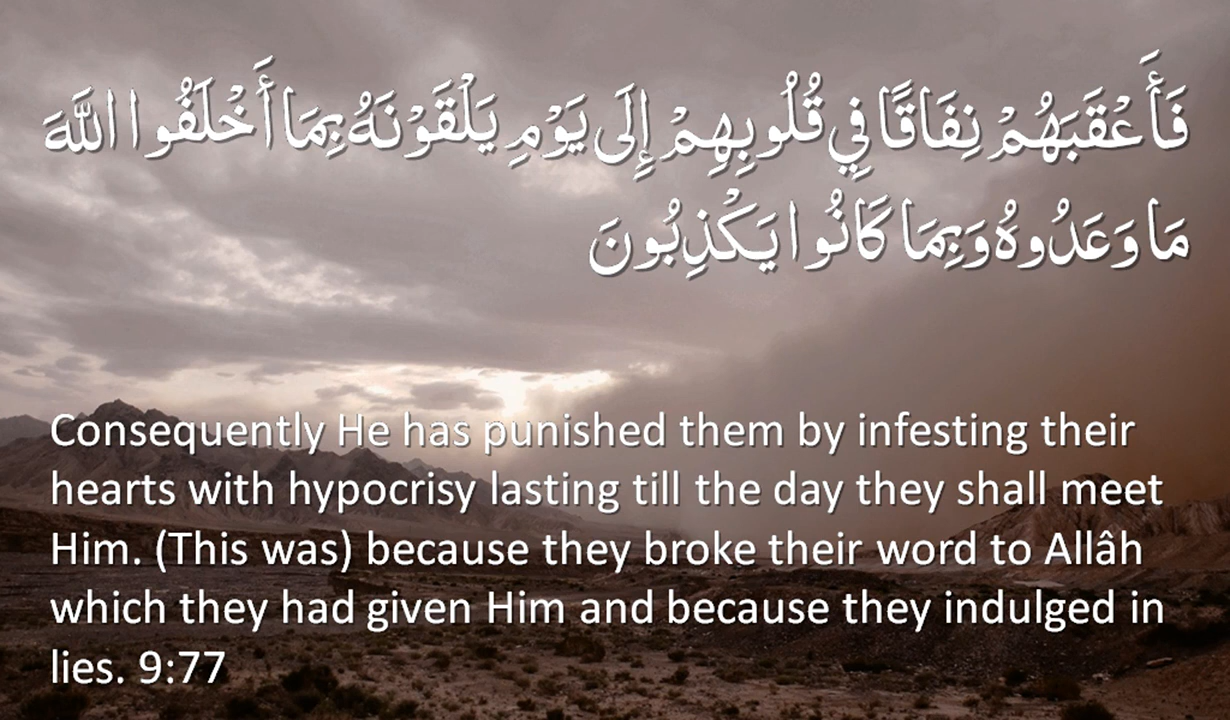 فَأَعْقَبَهُمْ نِفَاقًا فِي قُلُوبِهِمْ إِلَى يَوْمِ يَلْقَوْنَهُ بِمَا أَخْلَفُوا اللَّهَ
مَا وَعَدُوهُ وَبِمَا كَانُوا يَكْذِبُونَ
Consequently He has punished them by infesting their
hearts with hypocrisy lasting till the day they shall meet
Him. (This was) because they broke their word to Allâh
which they had given Him and because they indulged in
lies. 9:77